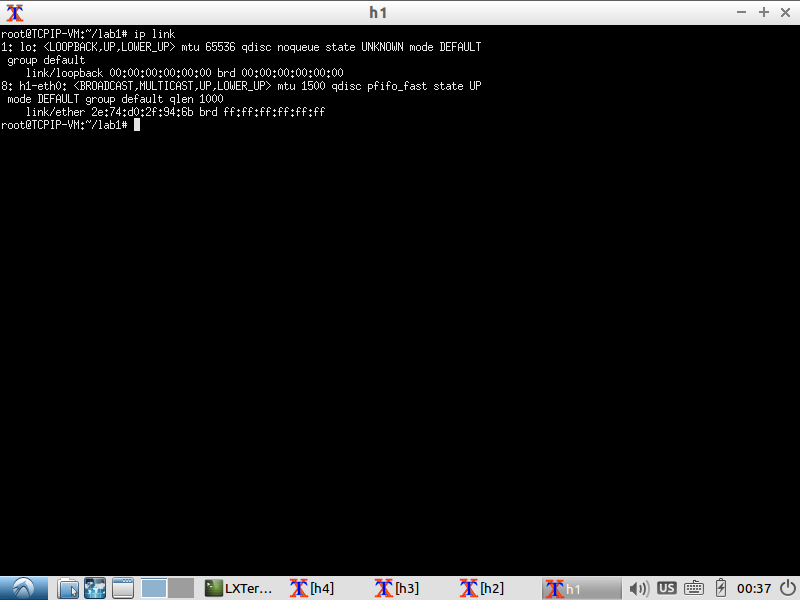 h1
root@TCPIP-VM:~/lab1# ip link
1: lo: <LOOPBACK,UP,LOWER_UP> mtu 65536 qdisc noqueue state UNKNOWN mode DEFAULT
 group default
    link/loopback 00:00:00:00:00:00 brd 00:00:00:00:00:00
8: h1-eth0: <BROADCAST,MULTICAST,UP,LOWER_UP> mtu 1500 qdisc pfifo_fast state UP
 mode DEFAULT group default qlen 1000
    link/ether 2e:74:d0:2f:94:6b brd ff:ff:ff:ff:ff:ff
root@TCPIP-VM:~/lab1#
LXTer... [h4] [h3] [h2] h1 US 00:37